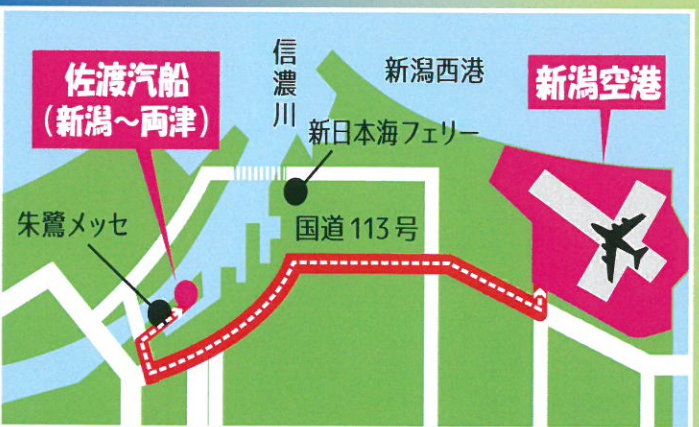 佐渡汽船
(新潟~両津)
信濃川
新潟西港
新潟空港
新日本海フェリー
朱鷺メッセ
国道113号